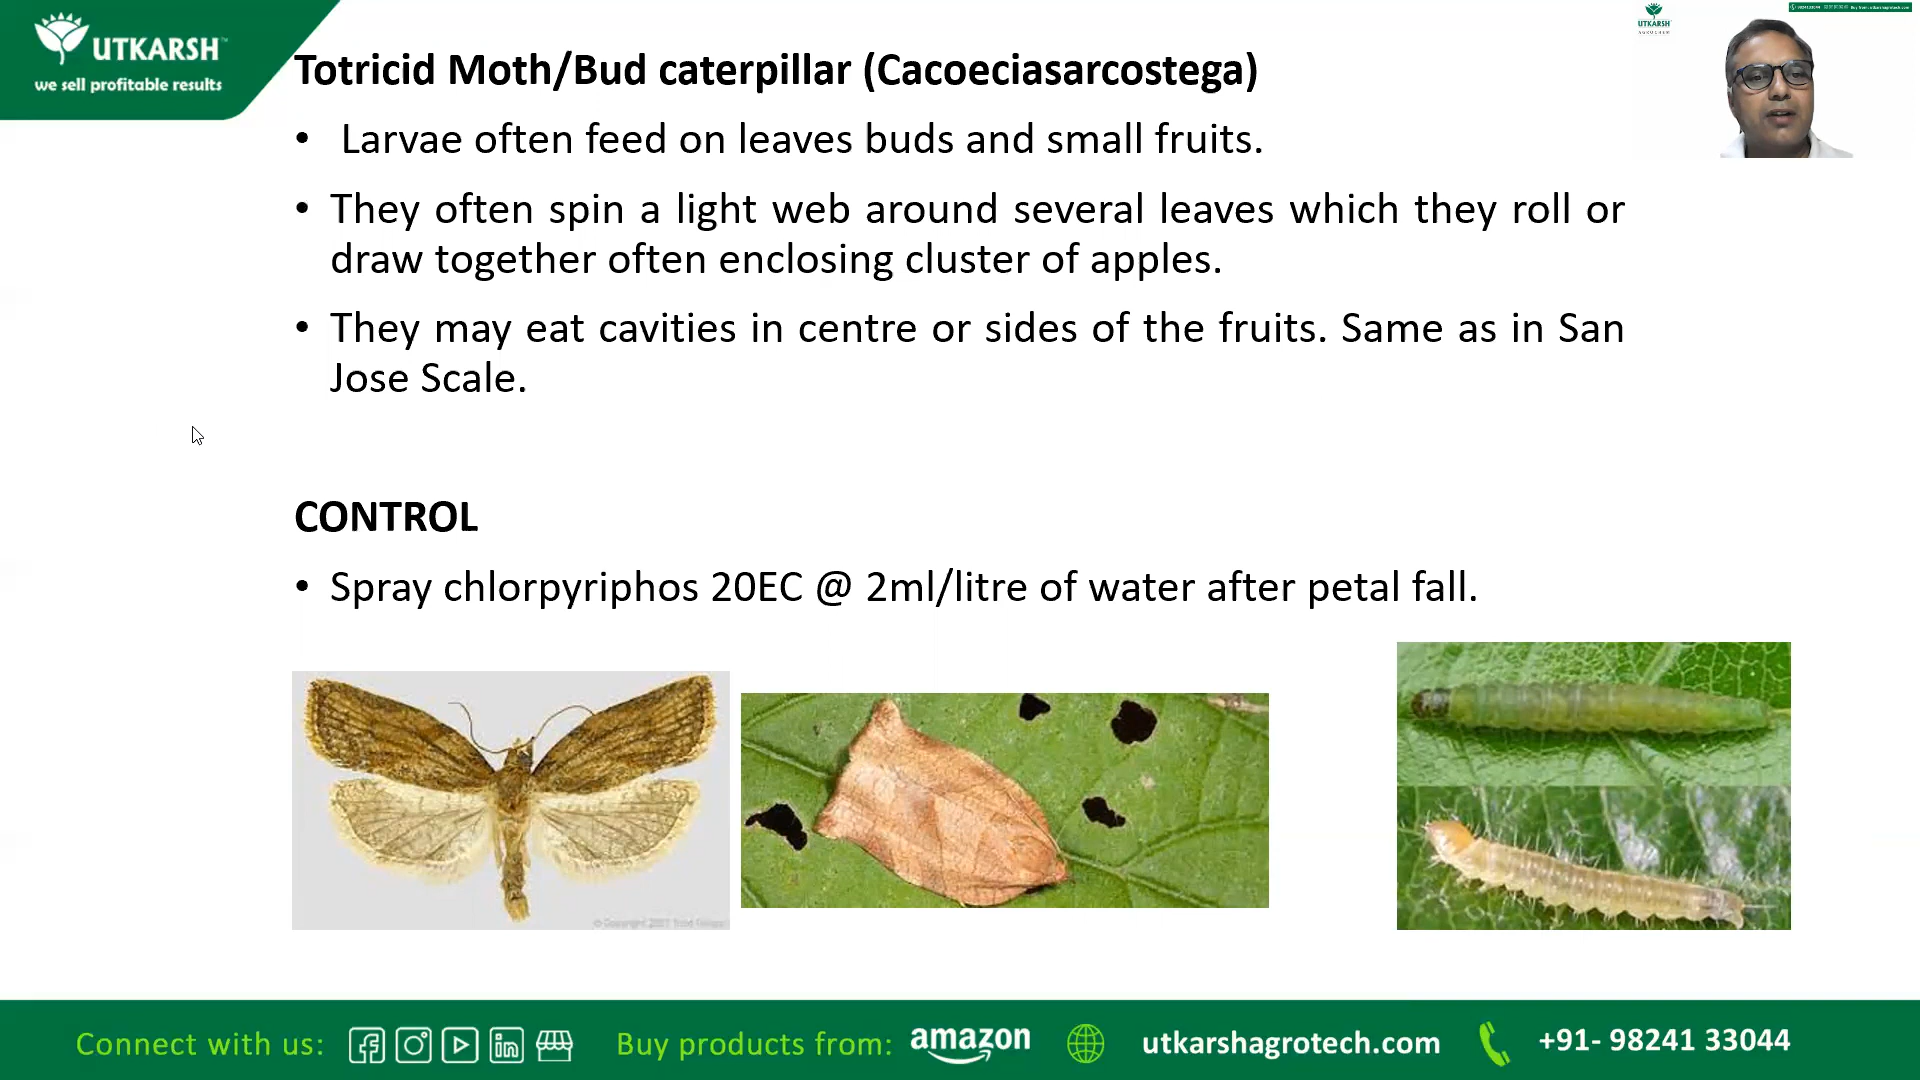 UTKARSH™
we sell profitable results
Totricid Moth/Bud caterpillar (Cacoeciasarcostega)
• Larvae often feed on leaves buds and small fruits.
• They often spin a light web around several leaves which they roll or
draw together often enclosing cluster of apples.
• They may eat cavities in centre or sides of the fruits. Same as in San
Jose Scale.
CONTROL
• Spray chlorpyriphos 20EC @ 2ml/litre of water after petal fall.
UTKARSH
AGROCHEM
Connect with us:
Buy products from: amazon
utkarshagrotech.com
+91- 98241 33044